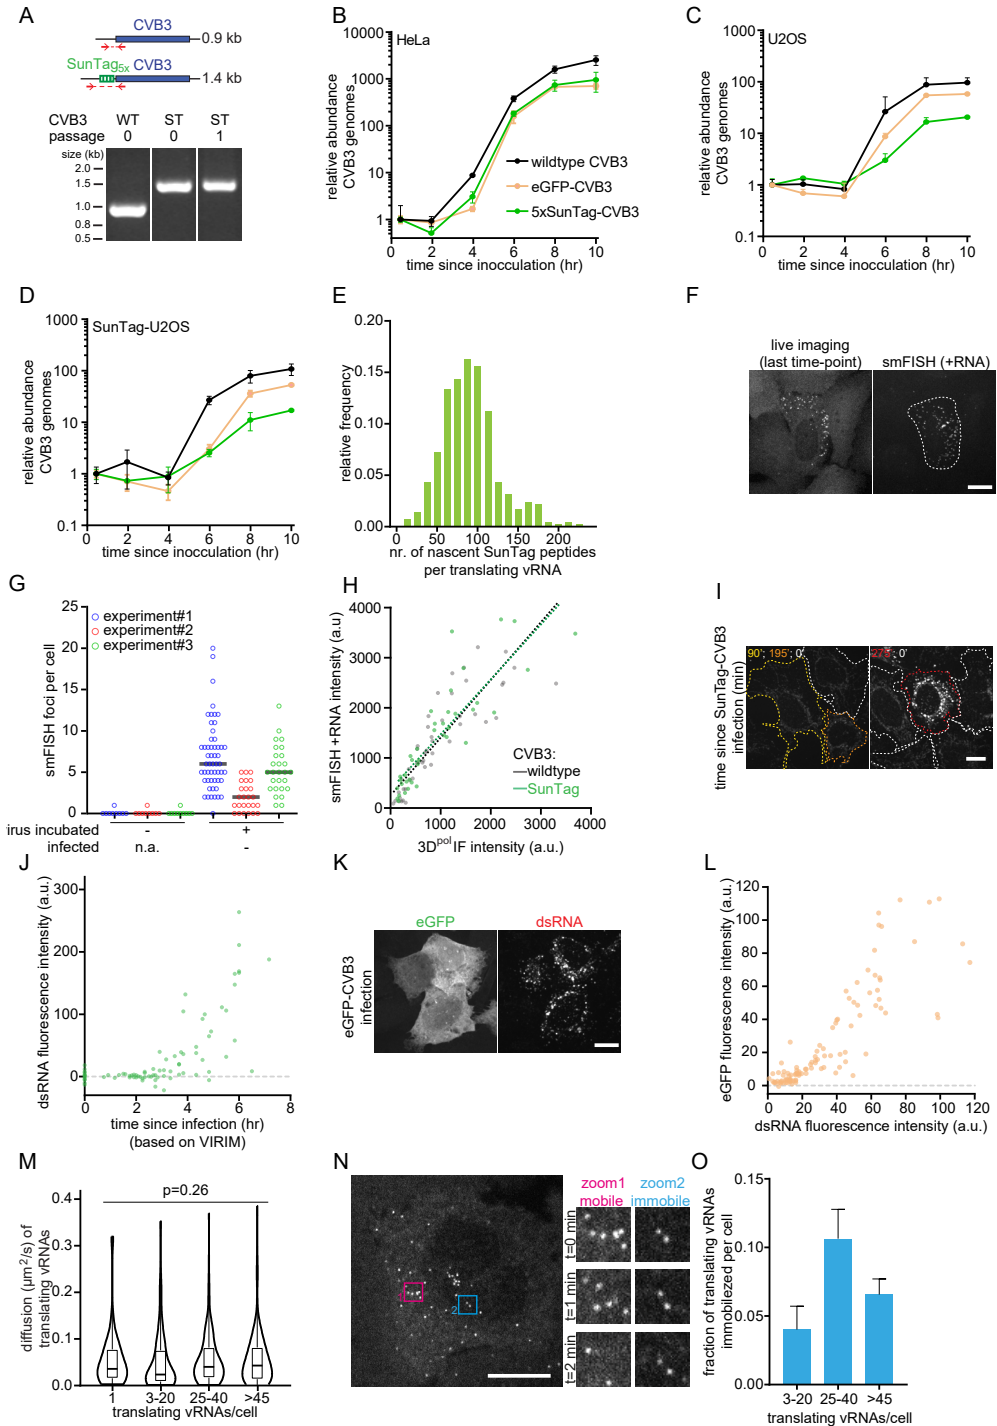 A
CVB3
0.9 kb
SunTag5x CVB3
1.4 kb
CVB3 WT ST ST
passage 0 0 1
size (kb)
2.0
1.5
1.0
0.8
0.5
B
HeLa
relative abundance
CVB3 genomes
10000
1000
100
10
1
wildtype CVB3
eGFP-CVB3
5xSunTag-CVB3
0 2 4 6 8 10
time since inocculation (hr)
C
U2OS
relative abundance
CVB3 genomes
1000
100
10
1
0.1
0 2 4 6 8 10
time since inocculation (hr)
D
SunTag-U2OS
relative abundance
CVB3 genomes
1000
100
10
1
0.1
0 2 4 6 8 10
time since inocculation (hr)
E
relative frequency
0.20
0.15
0.10
0.05
0.00
0 50 100 150 200
nr. of nascent SunTag peptides
per translating vRNA
F
live imaging
(last time-point)
smFISH (+RNA)
G
smFISH foci per cell
25
20
15
10
5
0
experiment#1
experiment#2
experiment#3
irus incubated - +
infected n.a. -
H
smFISH +RNA intensity (a.u)
4000
3000
2000
1000
0
CVB3:
wildtype
SunTag
0 1000 2000 3000 4000
3Dpol IF intensity (a.u.)
I
time since SunTag-CVB3
infection (min)
90'; 195'; 0'
275'; 0'
J
dsRNA fluorescence intensity (a.u.)
300
200
100
0
0 2 4 6 8
time since infection (hr)
(based on VIRIM)
K
eGFP
dsRNA
eGFP-CVB3
infection
L
eGFP fluorescence intensity (a.u.)
120
100
80
60
40
20
0
0 20 40 60 80 100 120
dsRNA fluorescence intensity (a.u.)
M
p=0.26
diffusion (µm²/s) of
translating vRNAs
0.4
0.3
0.2
0.1
0.0
1 3-20 25-40 >45
translating vRNAs/cell
N
1
2
zoom1
mobile
zoom2
immobile
t=0 min
t=1 min
t=2 min
O
fraction of translating vRNAs
immobilezed per cell
0.15
0.10
0.05
0.00
3-20 25-40 >45
translating vRNAs/cell